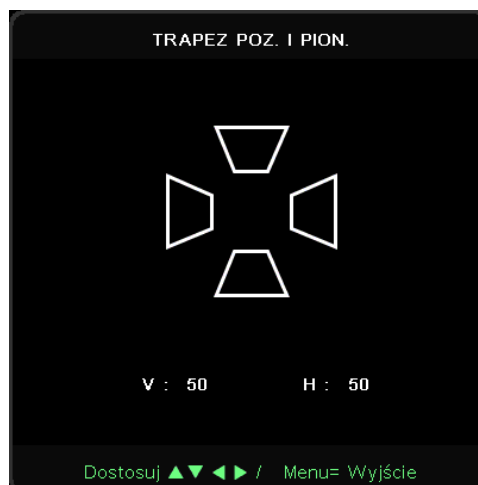 TRAPEZ POZ. I PION.
V : 50 H : 50
Dostosuj ▲▼ ◀ ▶ / Menu= Wyjście